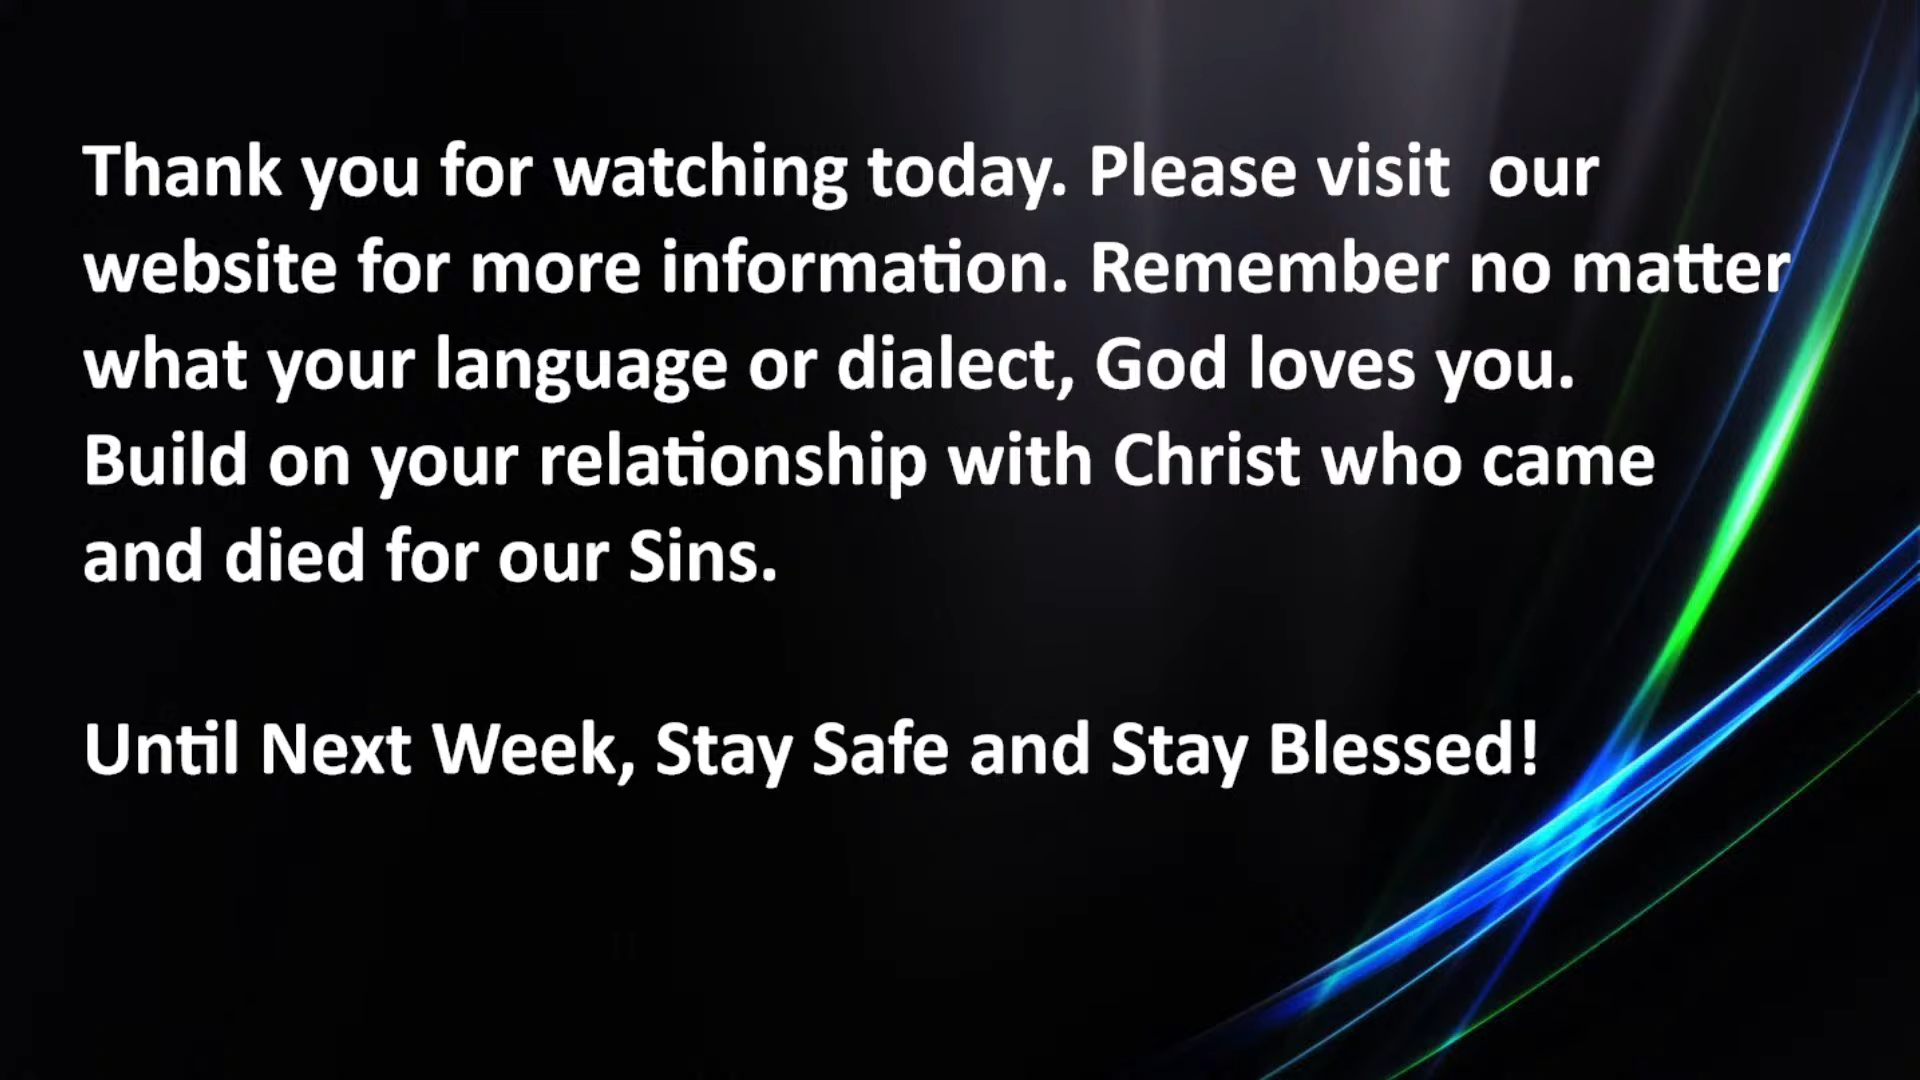 Thank you for watching today. Please visit  our
website for more information. Remember no matter
what your language or dialect, God loves you.
Build on your relationship with Christ who came
and died for our Sins.
Until Next Week, Stay Safe and Stay Blessed!